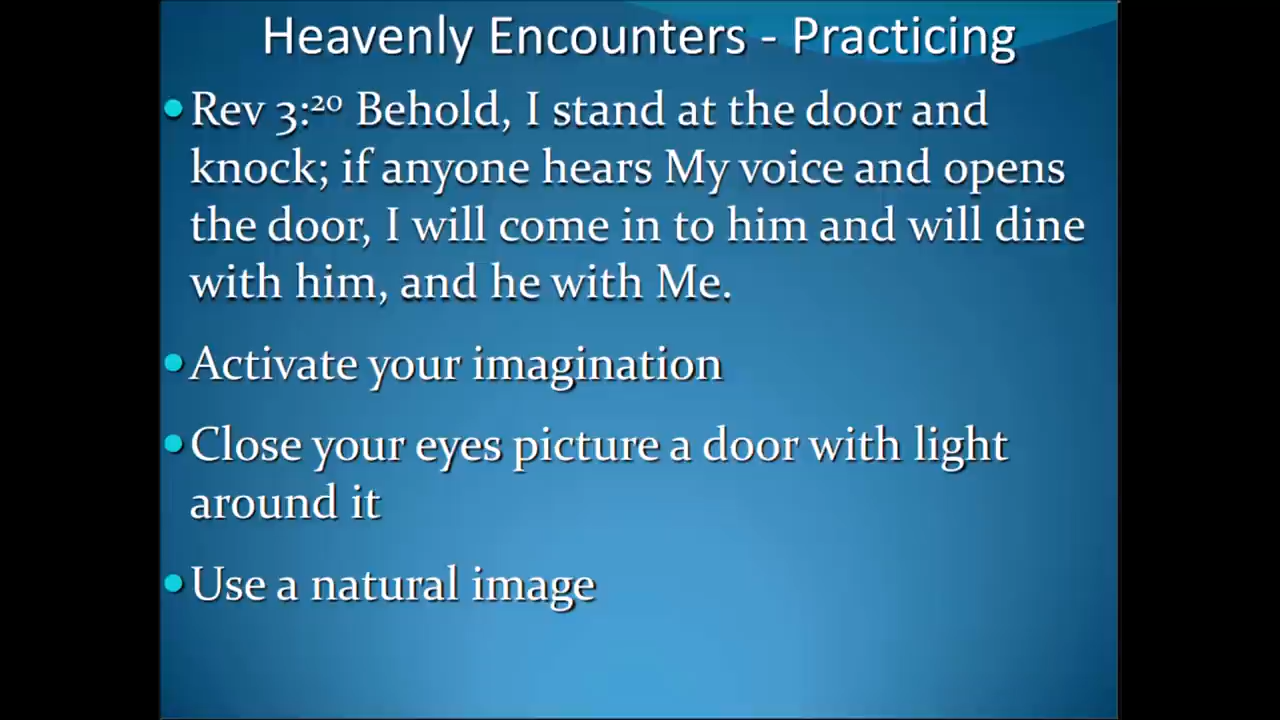 Heavenly Encounters - Practicing
• Rev 3:20 Behold, I stand at the door and
knock; if anyone hears My voice and opens
the door, I will come in to him and will dine
with him, and he with Me.
• Activate your imagination
• Close your eyes picture a door with light
around it
• Use a natural image